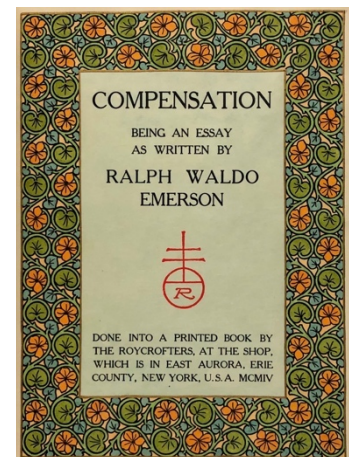 COMPENSATION
BEING AN ESSAY
AS WRITTEN BY
RALPH WALDO
EMERSON
R
DONE INTO A PRINTED BOOK BY
THE ROYCROFTERS, AT THE SHOP,
WHICH IS IN EAST AURORA, ERIE
COUNTY, NEW YORK, U.S.A. MCMIV